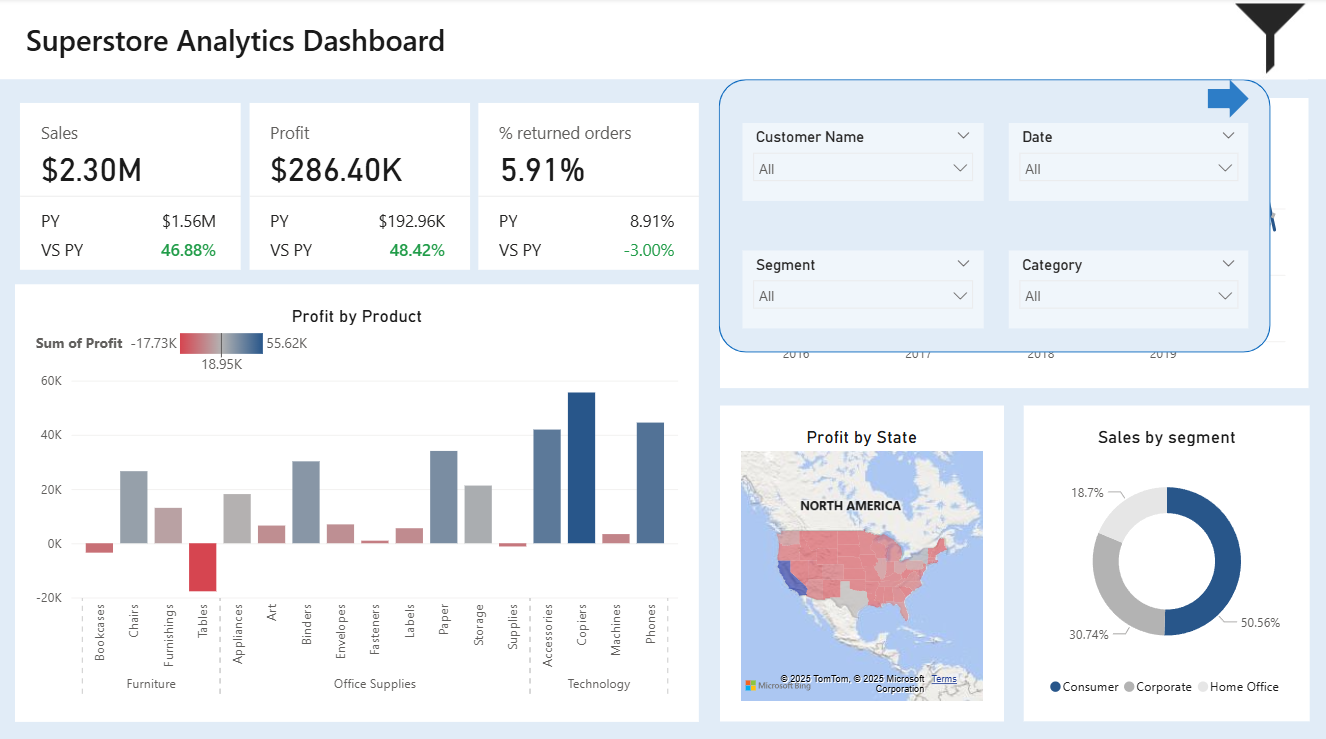 Superstore Analytics Dashboard
Sales
$2.30M
PY $1.56M
VS PY 46.88%
Profit
$286.40K
PY $192.96K
VS PY 48.42%
% returned orders
5.91%
PY 8.91%
VS PY -3.00%
Customer Name
All
Date
All
Segment
All
Category
All
2016 2017 2018 2019
Profit by Product
Sum of Profit -17.73K 55.62K
18.95K
60K
40K
20K
0K
-20K
Bookcases
Chairs
Furnishings
Tables
Appliances
Art
Binders
Envelopes
Fasteners
Labels
Paper
Storage
Supplies
Accessories
Copiers
Machines
Phones
Furniture Office Supplies Technology
Profit by State
NORTH AMERICA
Microsoft Bing
© 2025 TomTom, © 2025 Microsoft Corporation Terms
Sales by segment
18.7%
30.74%
50.56%
Consumer Corporate Home Office